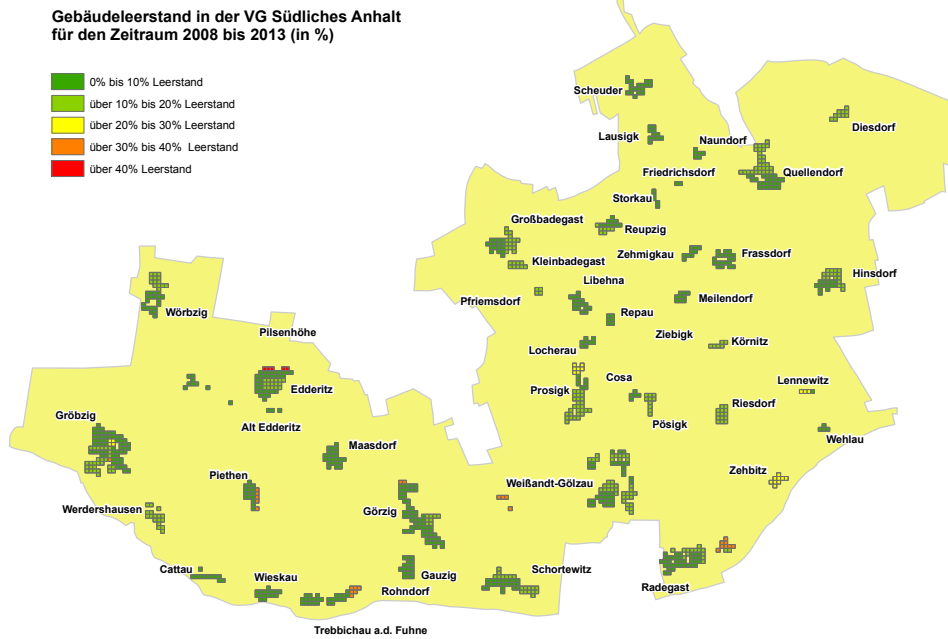 Gebäudeleerstand in der VG Südliches Anhalt
für den Zeitraum 2008 bis 2013 (in %)
0% bis 10% Leerstand
über 10% bis 20% Leerstand
über 20% bis 30% Leerstand
über 30% bis 40% Leerstand
über 40% Leerstand
Scheuder
Diesdorf
Lausigk
Naundorf
Friedrichsdorf
Quellendorf
Storkau
Großbadegast
Reupzig
Zehmigkau
Frassdorf
Kleinbadegast
Libehna
Hinsdorf
Pfriemsdorf
Meilendorf
Wörbzig
Repau
Pilsenhöhe
Ziebigk
Körnitz
Locherau
Edderitz
Prosigk
Cosa
Lennewitz
Gröbzig
Alt Edderitz
Pösigk
Riesdorf
Maasdorf
Wehlau
Piethen
Weißandt-Gölzau
Zehbitz
Werdershausen
Görzig
Cattau
Wieskau
Gauzig
Schortewitz
Rohndorf
Radegast
Trebbichau a.d. Fuhne